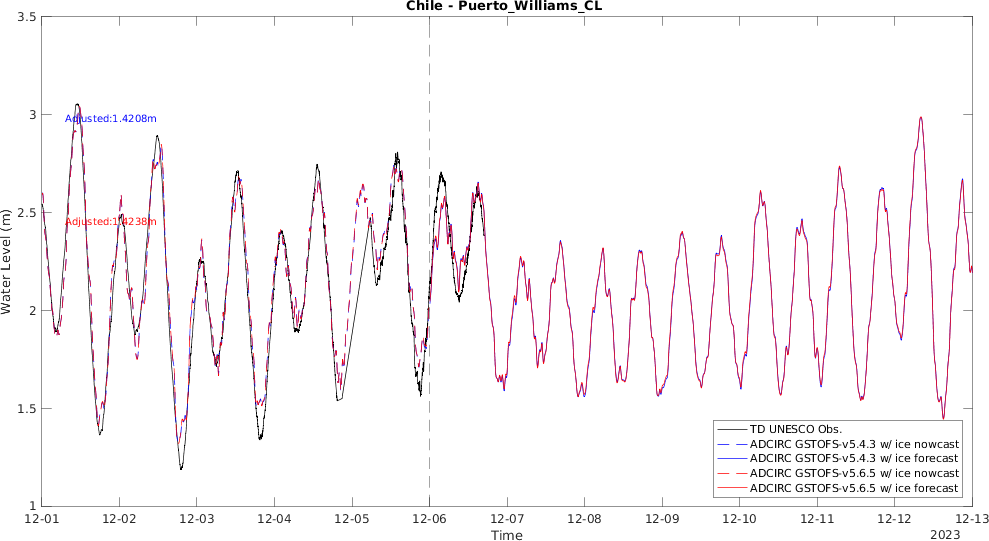 Chile - Puerto_Williams_CL
3.5
3
2.5
2
1.5
1
Water Level (m)
Adjusted:1.4208m
Adjusted:1.4238m
TD UNESCO Obs.
ADCIRC GSTOFS-v5.4.3 w/ ice nowcast
ADCIRC GSTOFS-v5.4.3 w/ ice forecast
ADCIRC GSTOFS-v5.6.5 w/ ice nowcast
ADCIRC GSTOFS-v5.6.5 w/ ice forecast
12-01 12-02 12-03 12-04 12-05 12-06 12-07 12-08 12-09 12-10 12-11 12-12 12-13
Time
2023